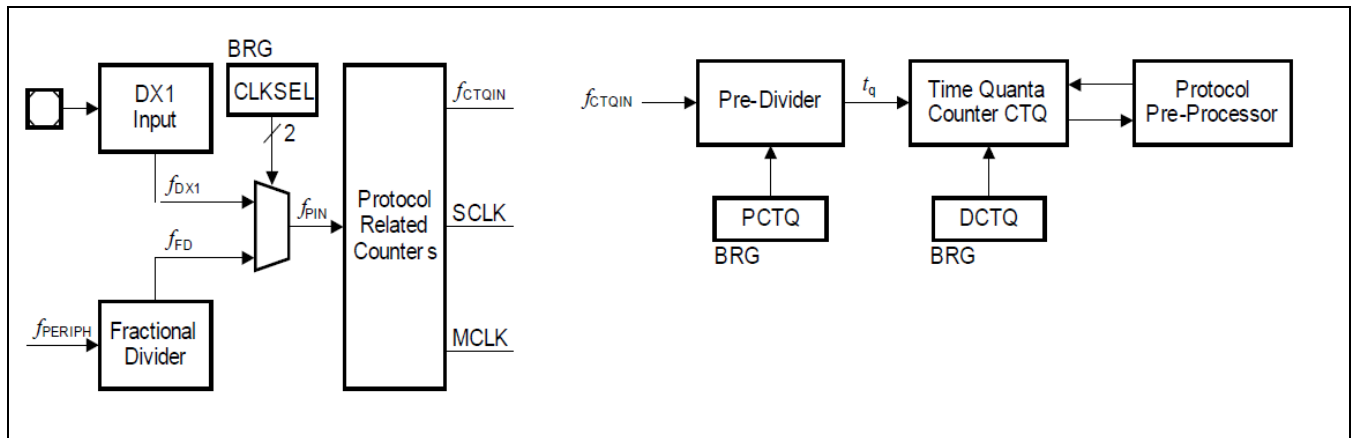 BRG
DX1
Input
CLKSEL
2
fDX1
fFD
fPIN
fPERIPH
Fractional
Divider
Protocol
Related
Counter s
fCTQIN
SCLK
MCLK
fCTQIN
Pre-Divider
tq
Time Quanta
Counter CTQ
Protocol
Pre-Processor
PCTQ
BRG
DCTQ
BRG